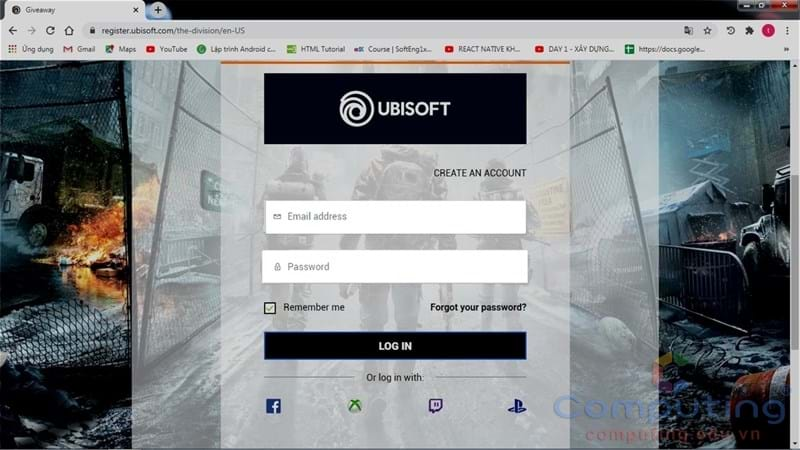 Giveaway
register.ubisoft.com/the-division/en-US
Ứng dụng
Gmail
Maps
YouTube
Lập trình Android c...
HTML Tutorial
Course | SoftEng1x...
REACT NATIVE KH...
DAY 1 - XÂY DỰNG...
https://docs.google...
UBISOFT
CREATE AN ACCOUNT
Email address
Password
Remember me
Forgot your password?
LOG IN
Or log in with:
Computing
computing.edu.vn